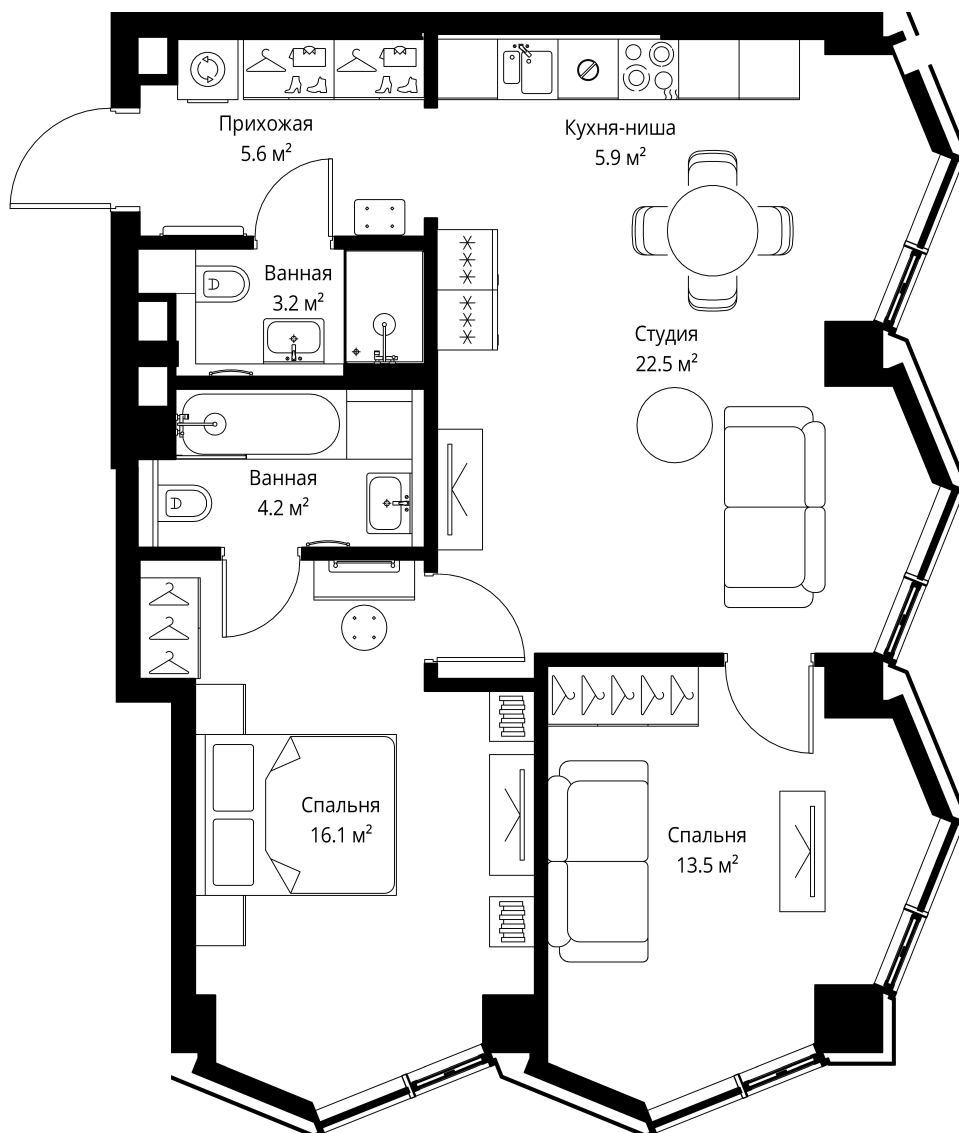 Прихожая
5.6 м²
Кухня-ниша
5.9 м²
Ванная
3.2 м²
Студия
22.5 м²
Ванная
4.2 м²
Спальня
16.1 м²
Спальня
13.5 м²